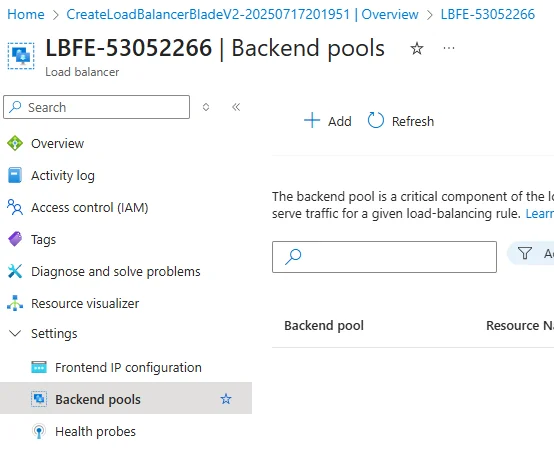 Home > CreateLoadBalancerBladeV2-20250717201951 | Overview > LBFE-53052266
LBFE-53052266 | Backend pools
Load balancer
Search
Overview
Activity log
Access control (IAM)
Tags
Diagnose and solve problems
Resource visualizer
Settings
Frontend IP configuration
Backend pools
Health probes
Add Refresh
The backend pool is a critical component of the
serve traffic for a given load-balancing rule. Learn
Backend pool Resource